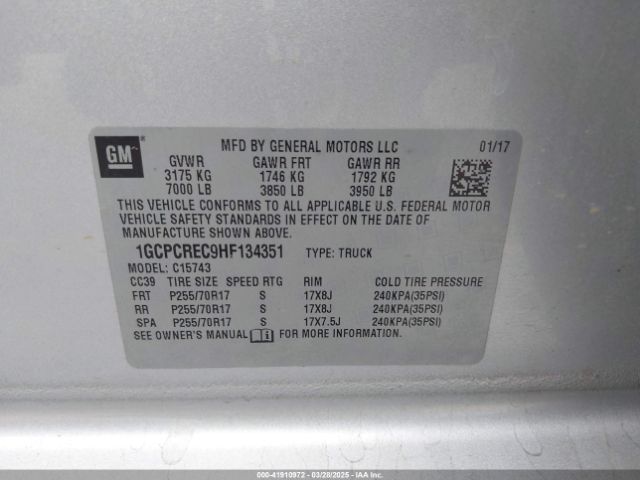 GM ®
MFD BY GENERAL MOTORS LLC 01/17
GVWR GAWR FRT GAWR RR
3175 KG 1746 KG 1792 KG
7000 LB 3850 LB 3950 LB
THIS VEHICLE CONFORMS TO ALL APPLICABLE U.S. FEDERAL MOTOR
VEHICLE SAFETY STANDARDS IN EFFECT ON THE DATE OF
MANUFACTURE SHOWN ABOVE.
1GCPCREC9HF134351 TYPE: TRUCK
MODEL: C15743
CC39 TIRE SIZE SPEED RTG RIM COLD TIRE PRESSURE
FRT P255/70R17 S 17X8J 240KPA(35PSI)
RR P255/70R17 S 17X8J 240KPA(35PSI)
SPA P255/70R17 S 17X7.5J 240KPA(35PSI)
SEE OWNER'S MANUAL FOR MORE INFORMATION.
000-41910972 | 03/28/2025 | IAAI.COM